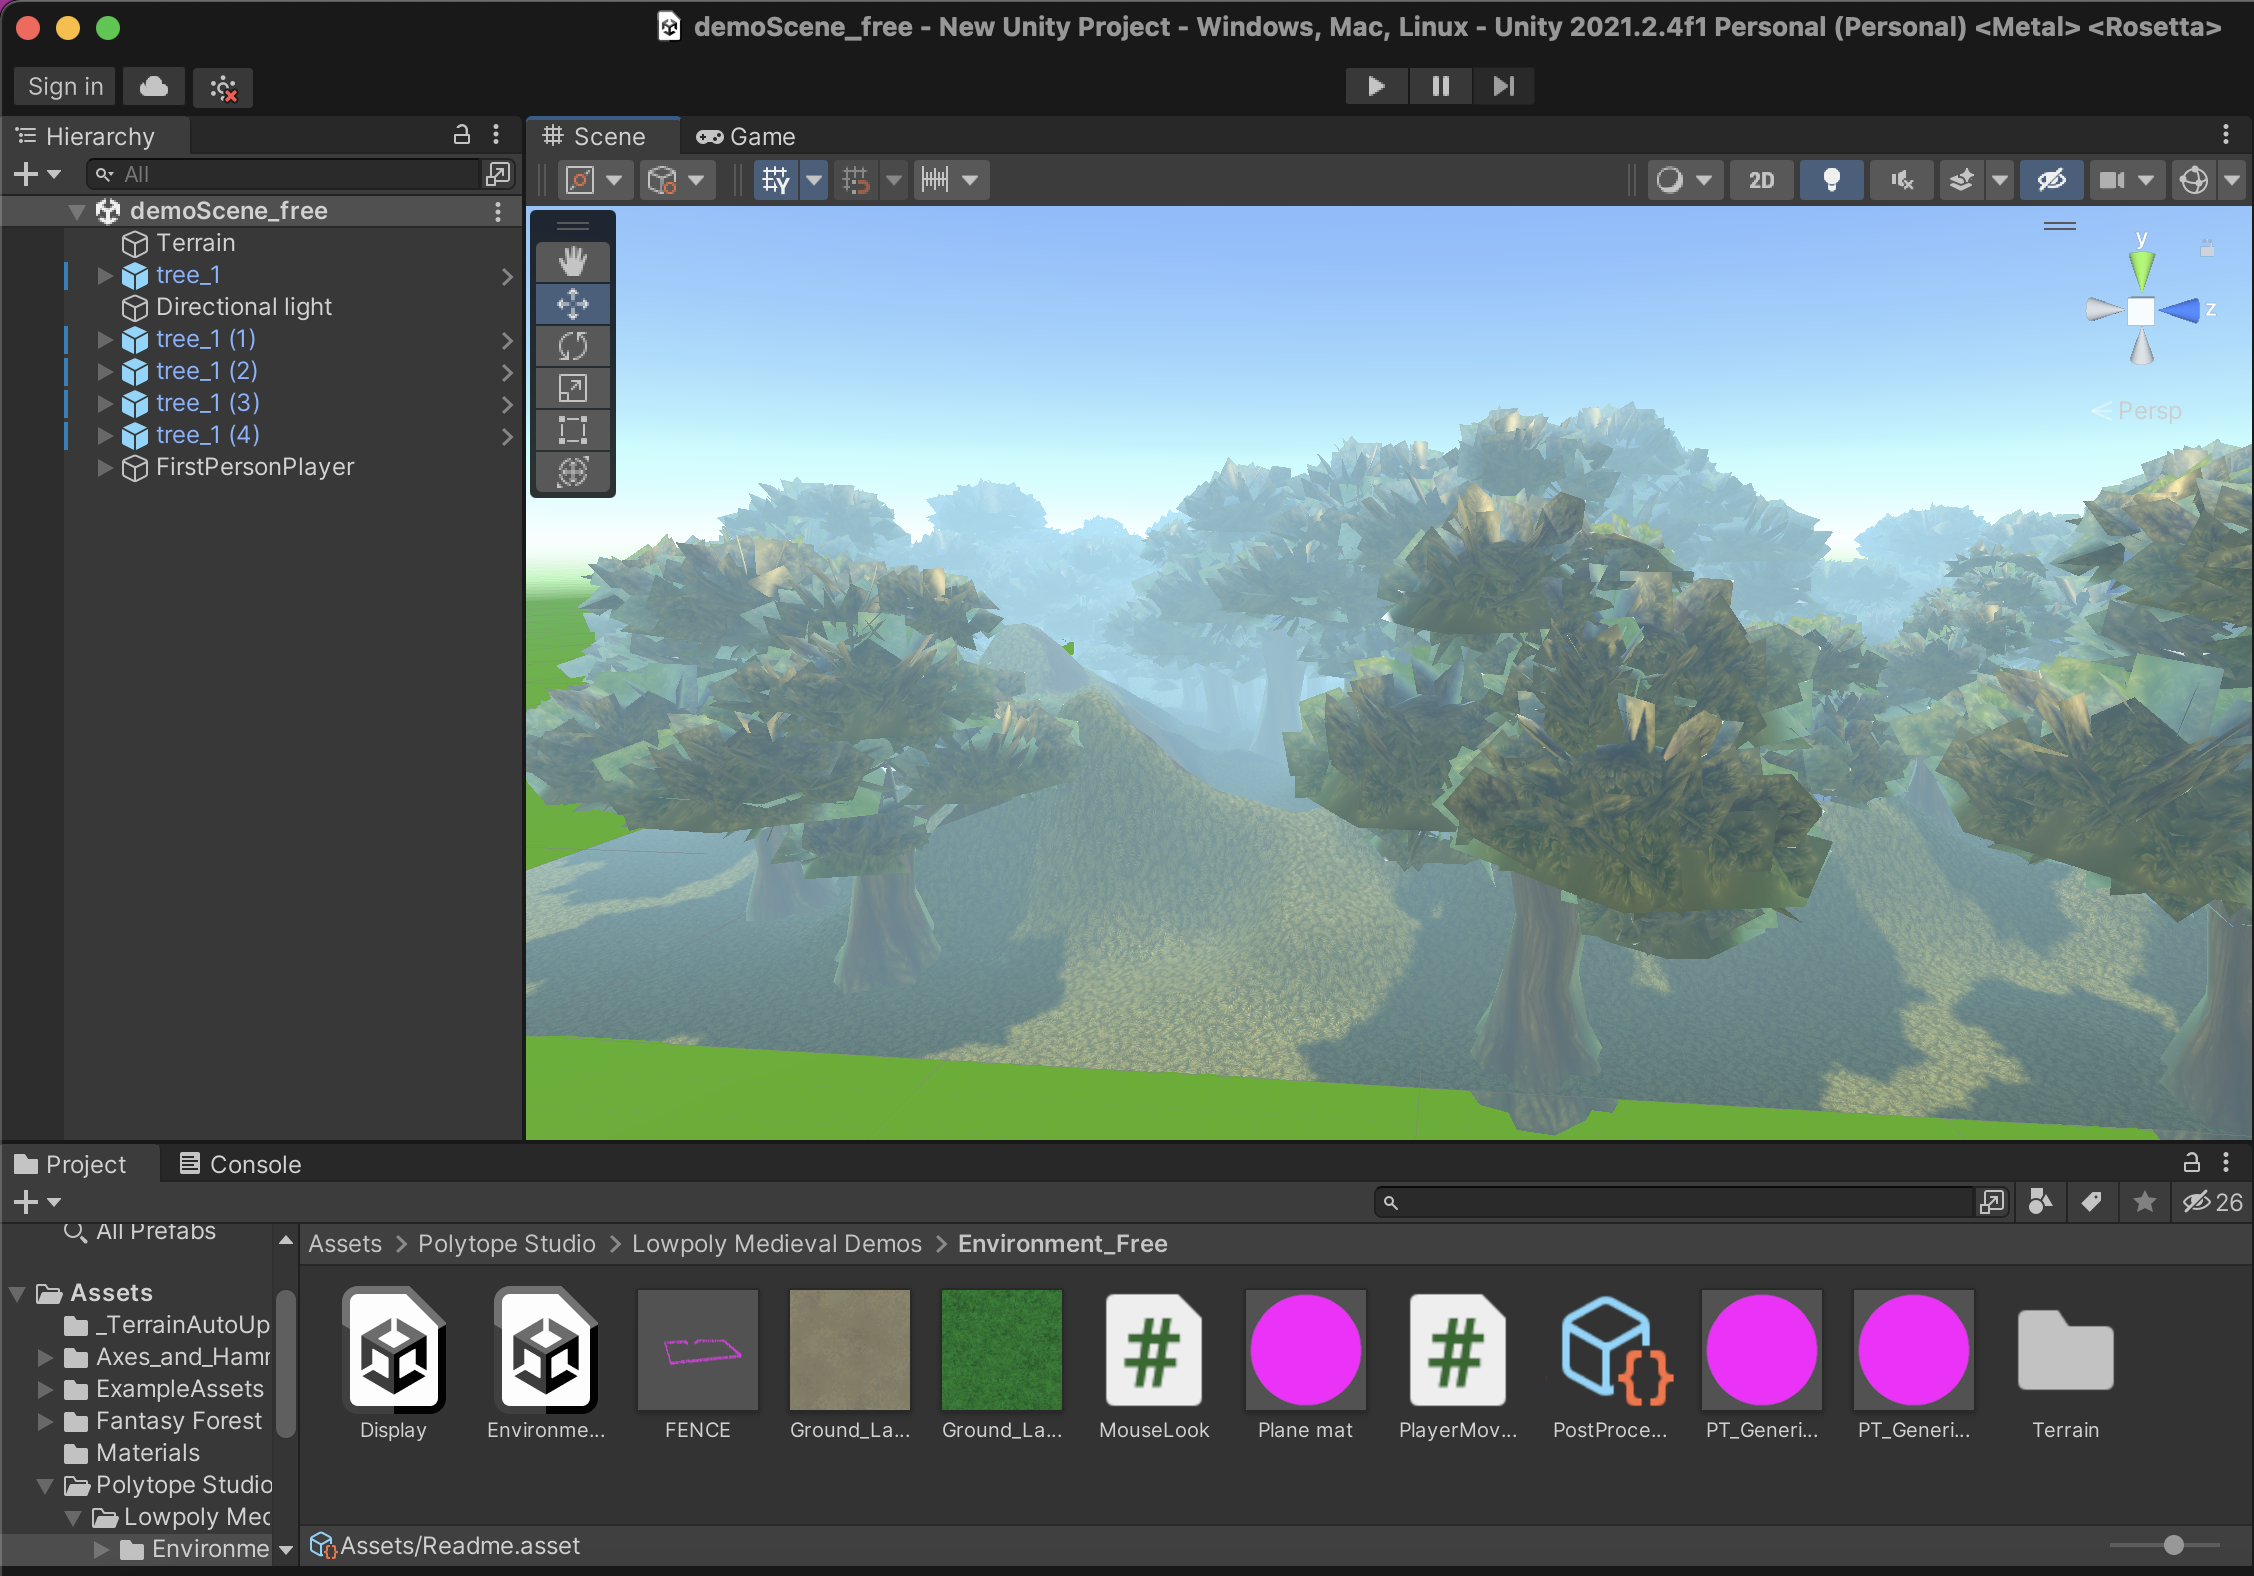 demoScene_free - New Unity Project - Windows, Mac, Linux - Unity 2021.2.4f1 Personal (Personal) <Metal> <Rosetta>
Sign in
Hierarchy
Scene
Game
All
2D
demoScene_free
Terrain
tree_1
Directional light
tree_1 (1)
tree_1 (2)
tree_1 (3)
tree_1 (4)
FirstPersonPlayer
y
z
Persp
Project
Console
26
All Prefabs
Assets
_TerrainAutoUp
Axes_and_Hamr
ExampleAssets
Fantasy Forest
Materials
Polytope Studio
Lowpoly Mec
Environme
Assets > Polytope Studio > Lowpoly Medieval Demos > Environment_Free
Display
Environme...
FENCE
Ground_La...
Ground_La...
MouseLook
Plane mat
PlayerMov...
PostProce...
PT_Generi...
PT_Generi...
Terrain
Assets/Readme.asset